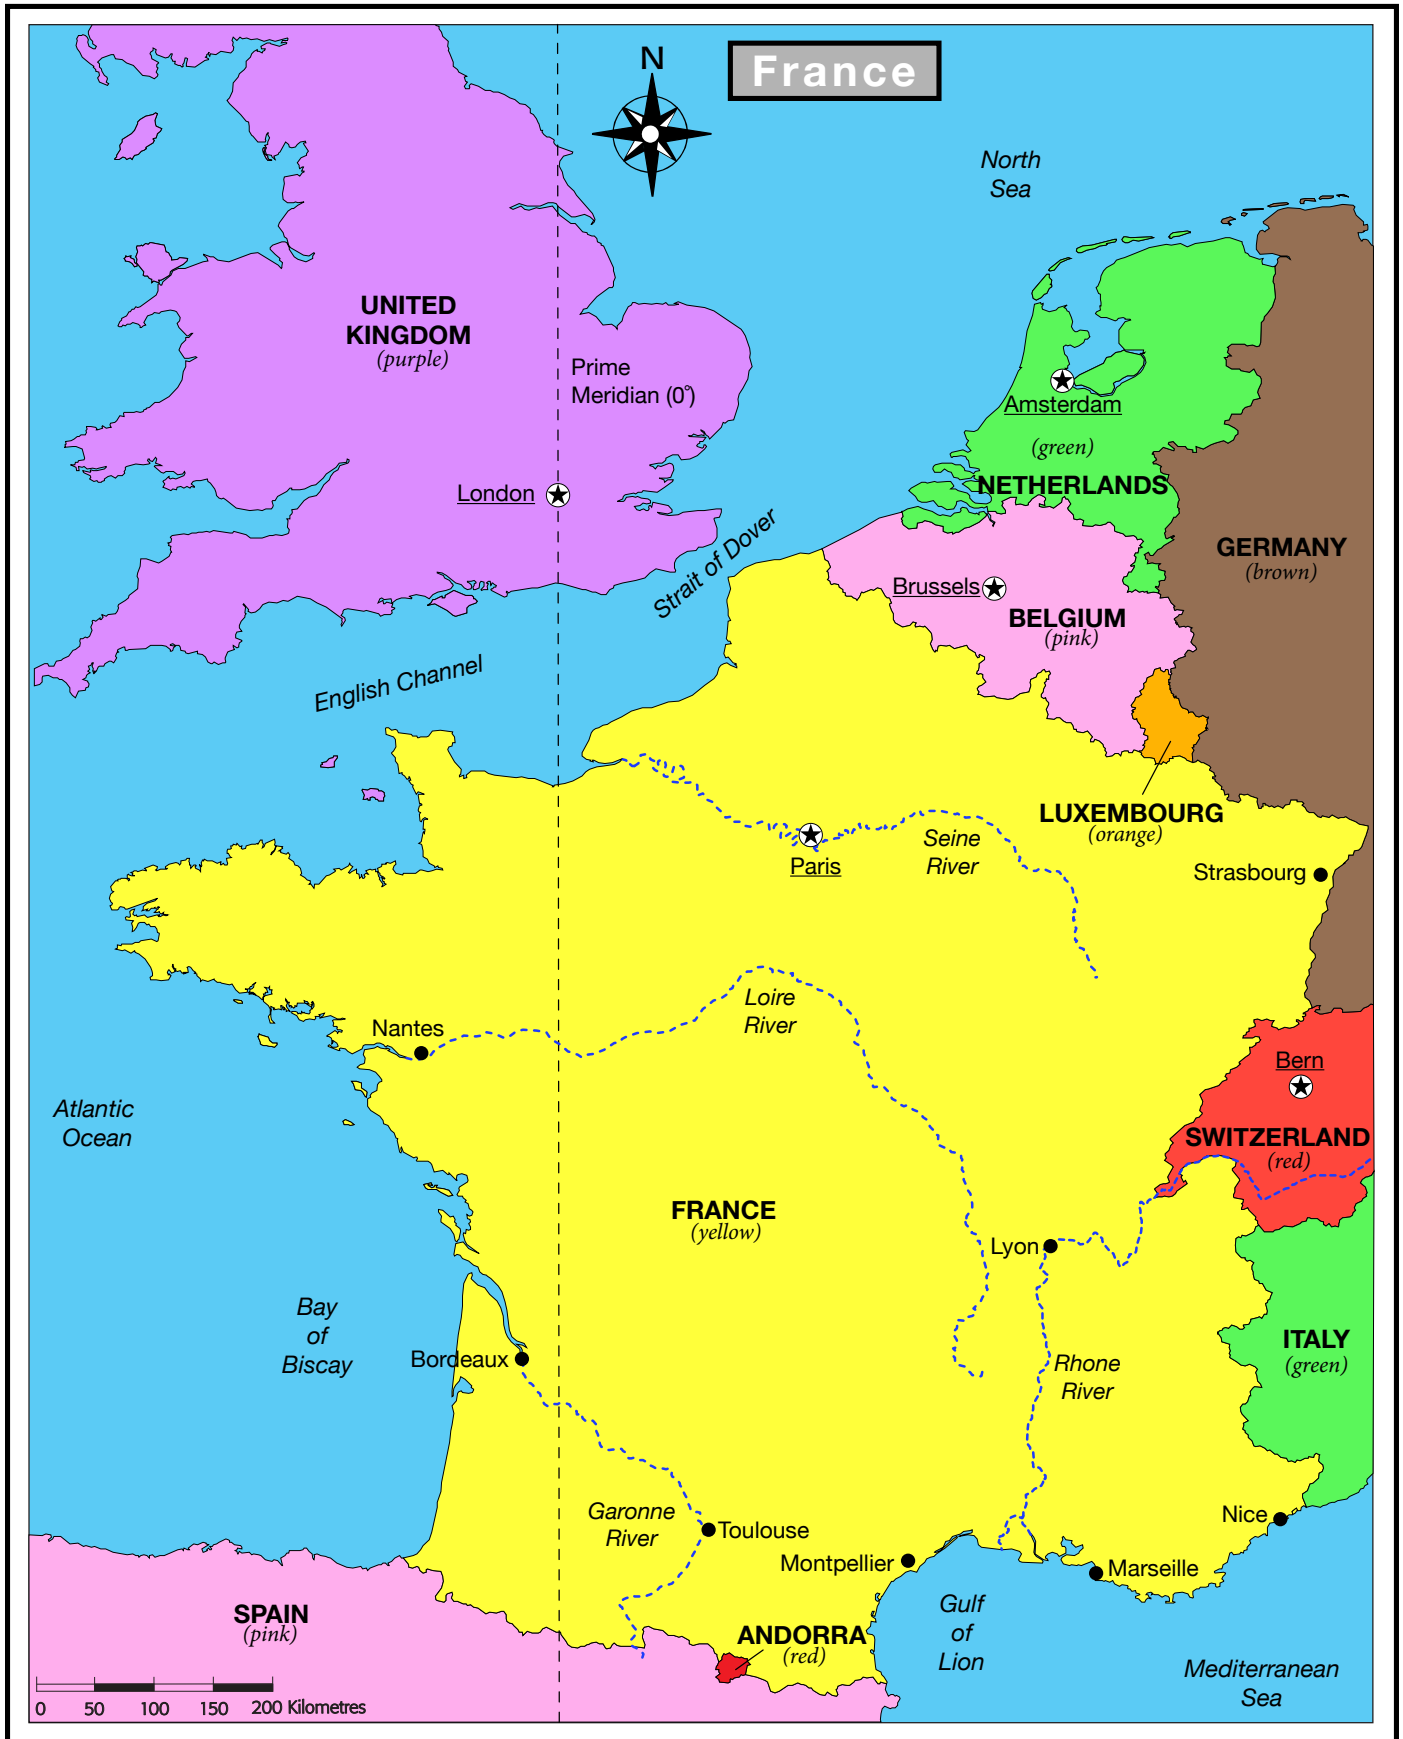 N
France
North
Sea
UNITED
KINGDOM
(purple)
Prime
Meridian (0°)
Amsterdam
(green)
NETHERLANDS
London
Strait of Dover
GERMANY
(brown)
Brussels
BELGIUM
(pink)
English Channel
LUXEMBOURG
(orange)
Paris
Seine
River
Strasbourg
Loire
River
Nantes
Bern
Atlantic
Ocean
SWITZERLAND
(red)
FRANCE
(yellow)
Lyon
Bay
of
Biscay
Bordeaux
ITALY
(green)
Rhone
River
Garonne
River
Toulouse
Nice
Montpellier
Marseille
SPAIN
(pink)
ANDORRA
(red)
Gulf
of
Lion
Mediterranean
Sea
0 50 100 150 200 Kilometres